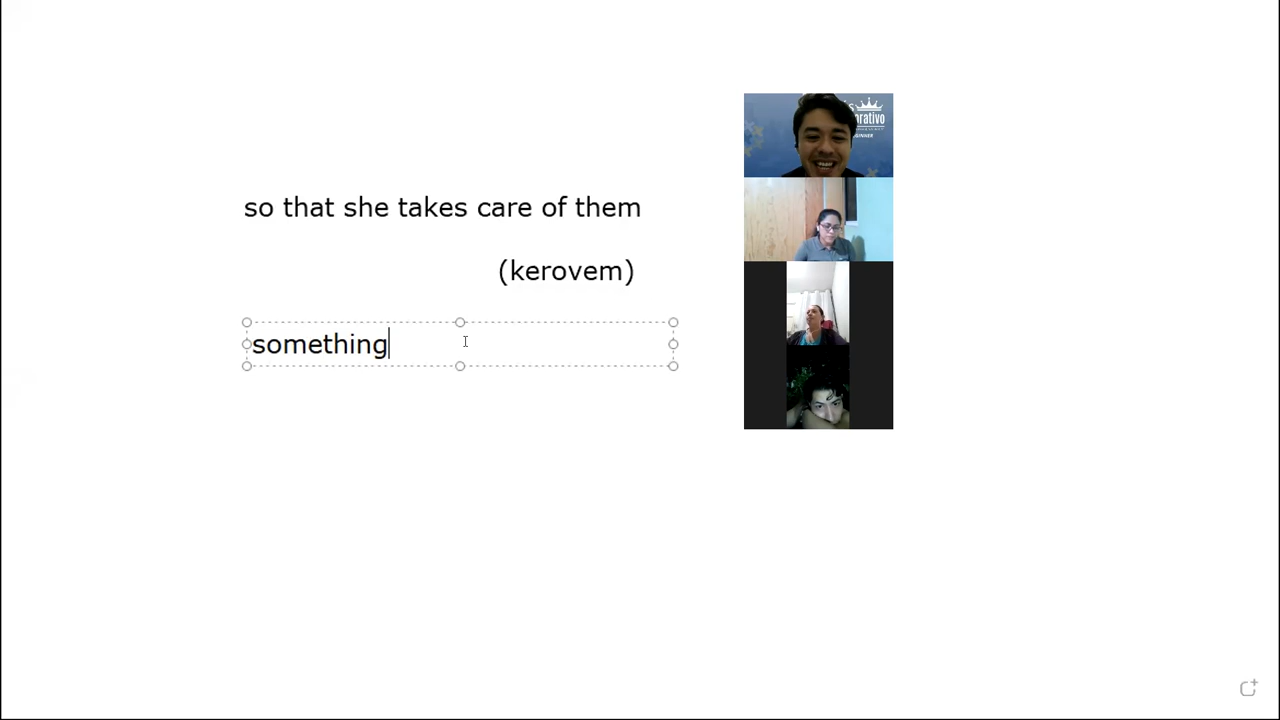 so that she takes care of them
(kerovem)
something